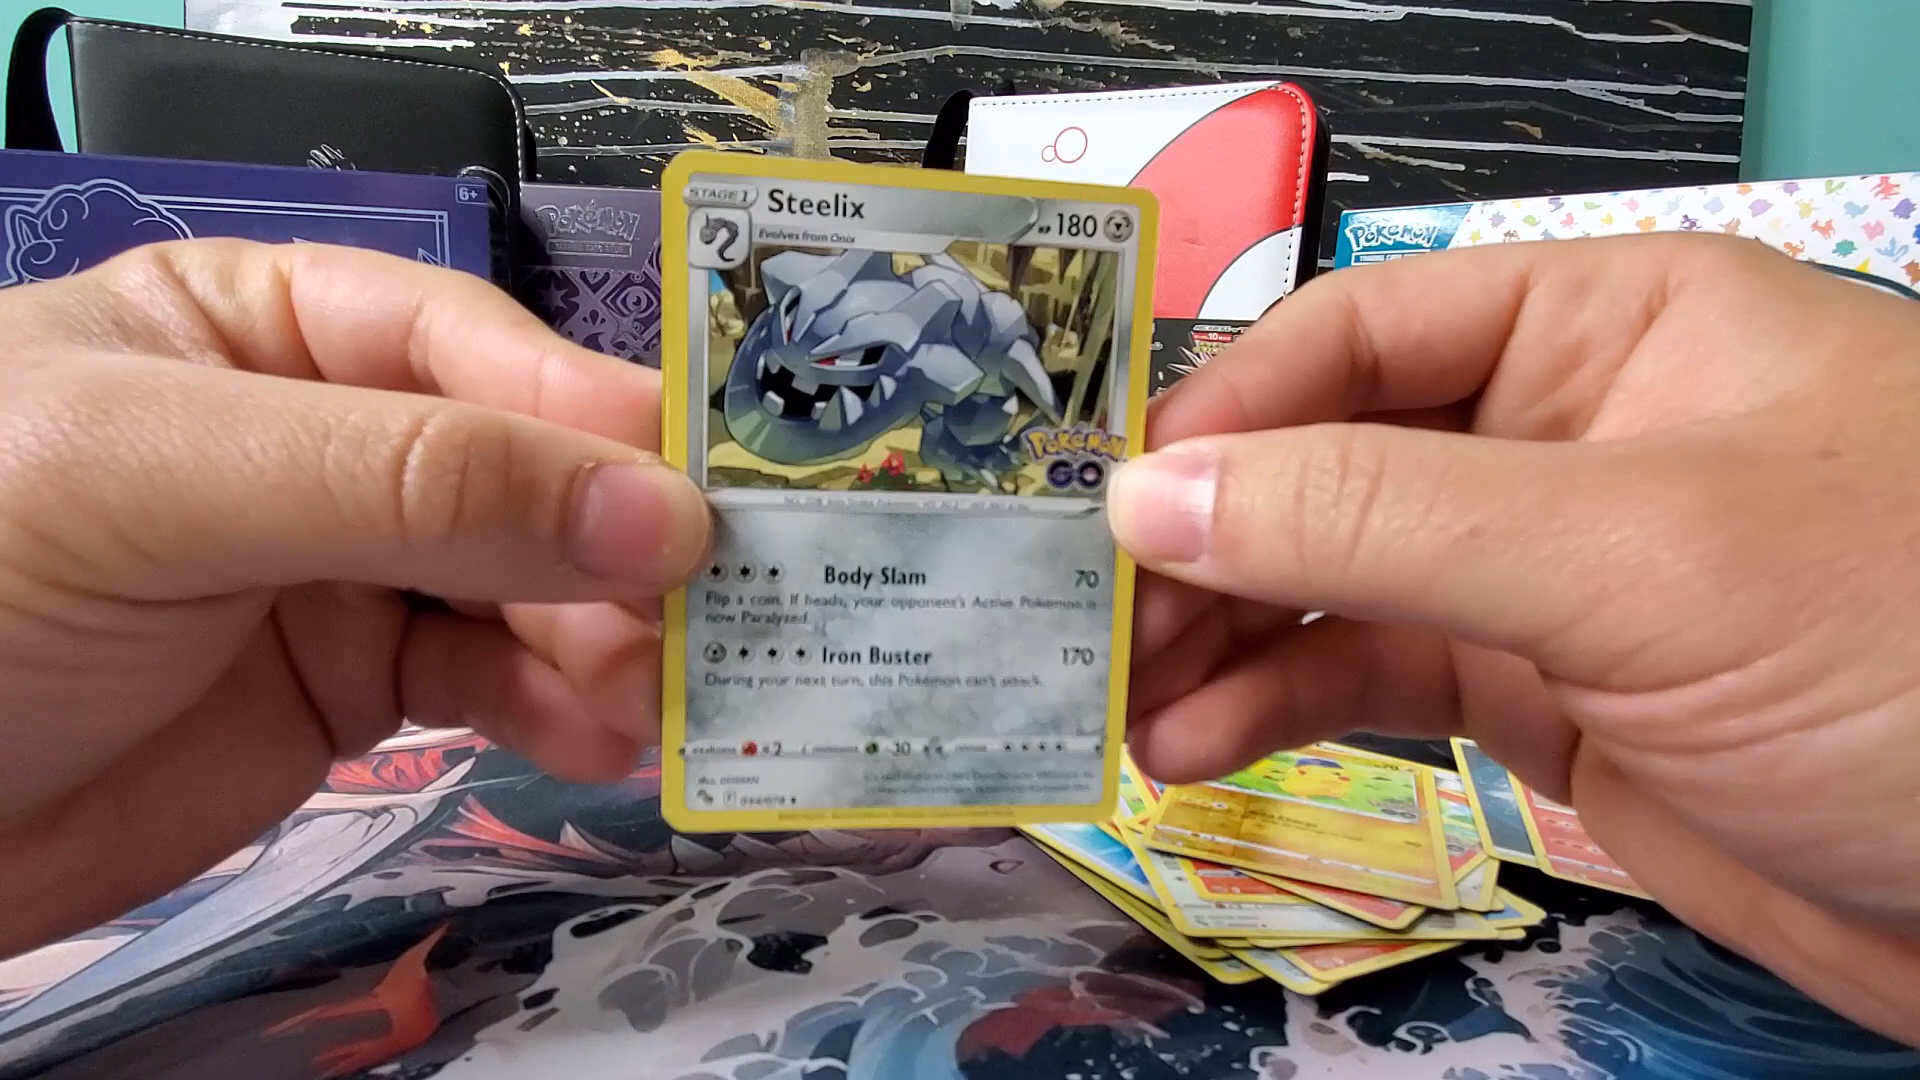 6+
Pokémon
Pokémon
STAGE 1
Steelix
HP 180
Evolves from Onix
Pokémon
GO
Body Slam 70
Flip a coin. If heads, your opponent's Active Pokémon is
now Paralyzed.
Iron Buster 170
During your next turn, this Pokémon can't attack.
weakness ×2 resistance -30